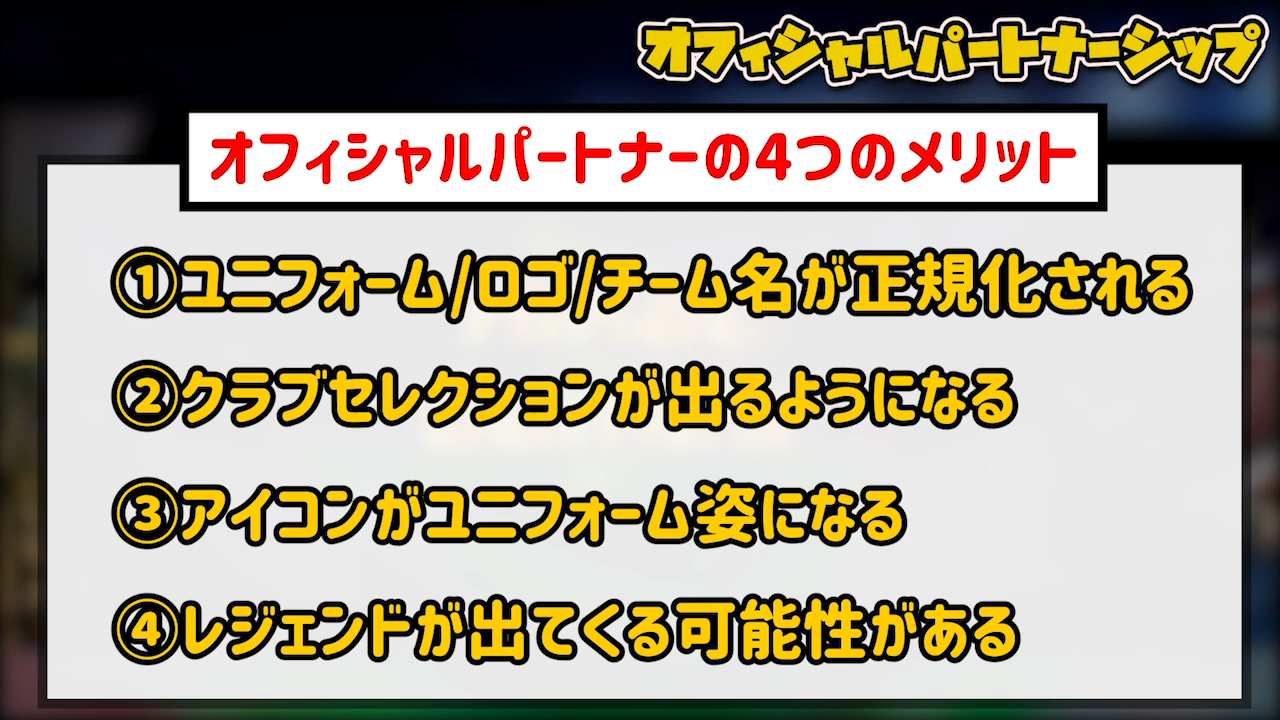 オフィシャルパートナーシップ
オフィシャルパートナーの4つのメリット
①ユニフォーム/ロゴ/チーム名が正規化される
②クラブセレクションが出るようになる
③アイコンがユニフォーム姿になる
④レジェンドが出てくる可能性がある